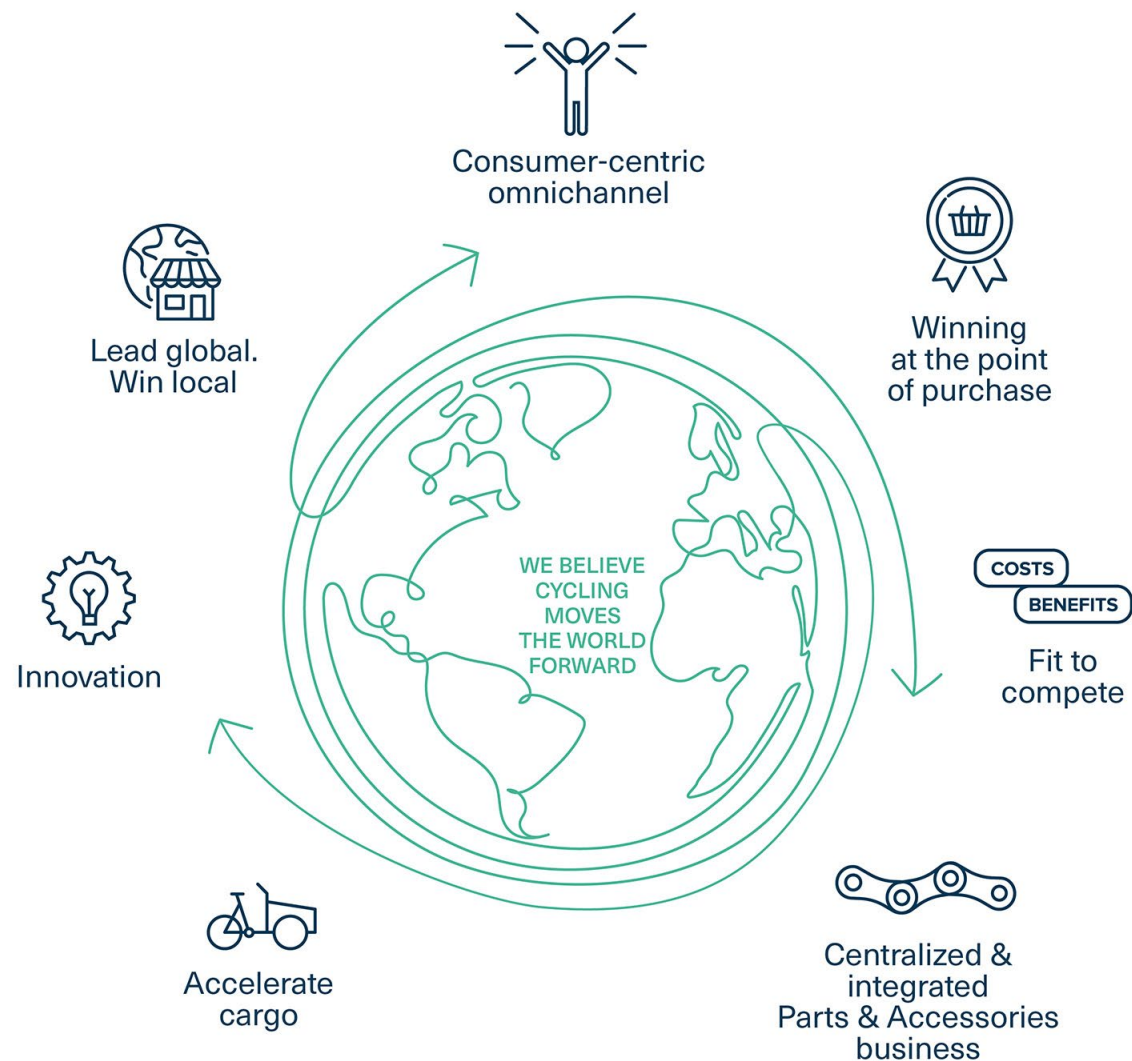 Consumer-centric
omnichannel
Winning
at the point
of purchase
Lead global.
Win local
WE BELIEVE
CYCLING
MOVES
THE WORLD
FORWARD
COSTS
BENEFITS
Fit to
compete
Innovation
Accelerate
cargo
Centralized &
integrated
Parts & Accessories
business